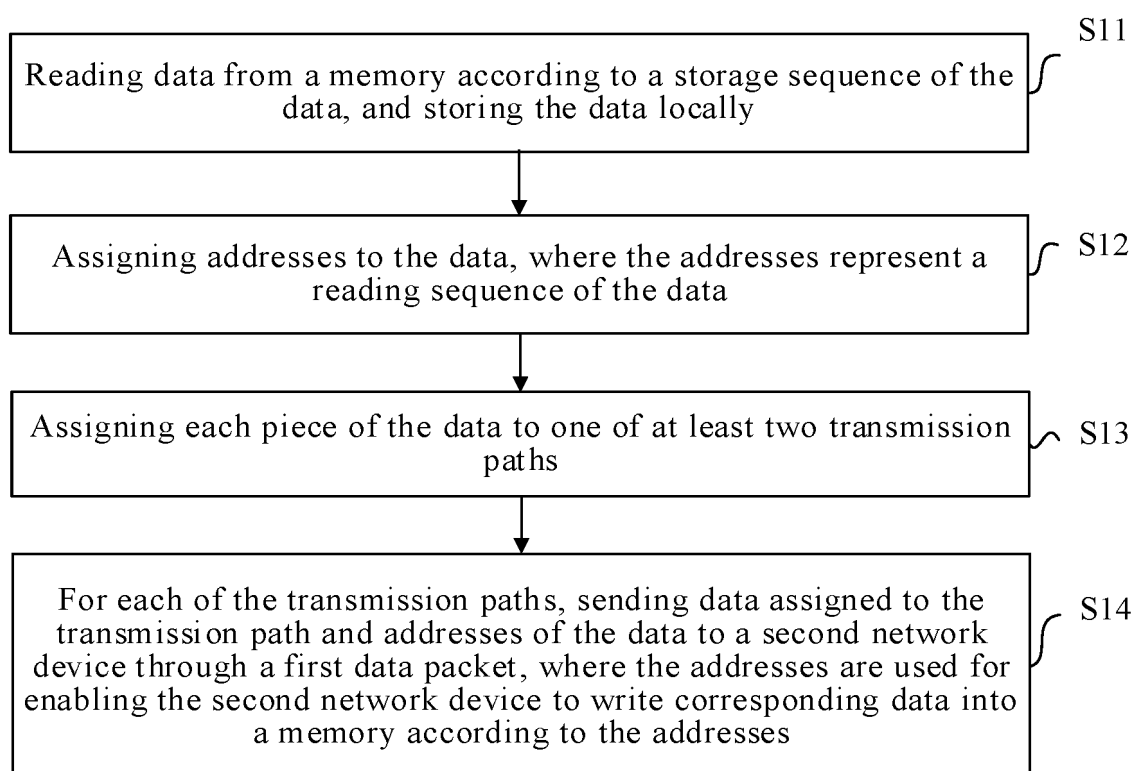 S11
Reading data from a memory according to a storage sequence of the
data, and storing the data locally
S12
Assigning addresses to the data, where the addresses represent a
reading sequence of the data
S13
Assigning each piece of the data to one of at least two transmission
paths
S14
For each of the transmission paths, sending data assigned to the
transmission path and addresses of the data to a second network
device through a first data packet, where the addresses are used for
enabling the second network device to write corresponding data into
a memory according to the addresses